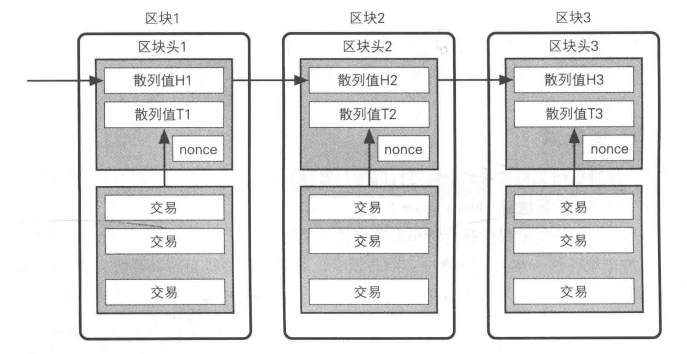 区块1
区块头1
散列值H1
散列值T1
nonce
交易
交易
交易
区块2
区块头2
散列值H2
散列值T2
nonce
交易
交易
交易
区块3
区块头3
散列值H3
散列值T3
nonce
交易
交易
交易